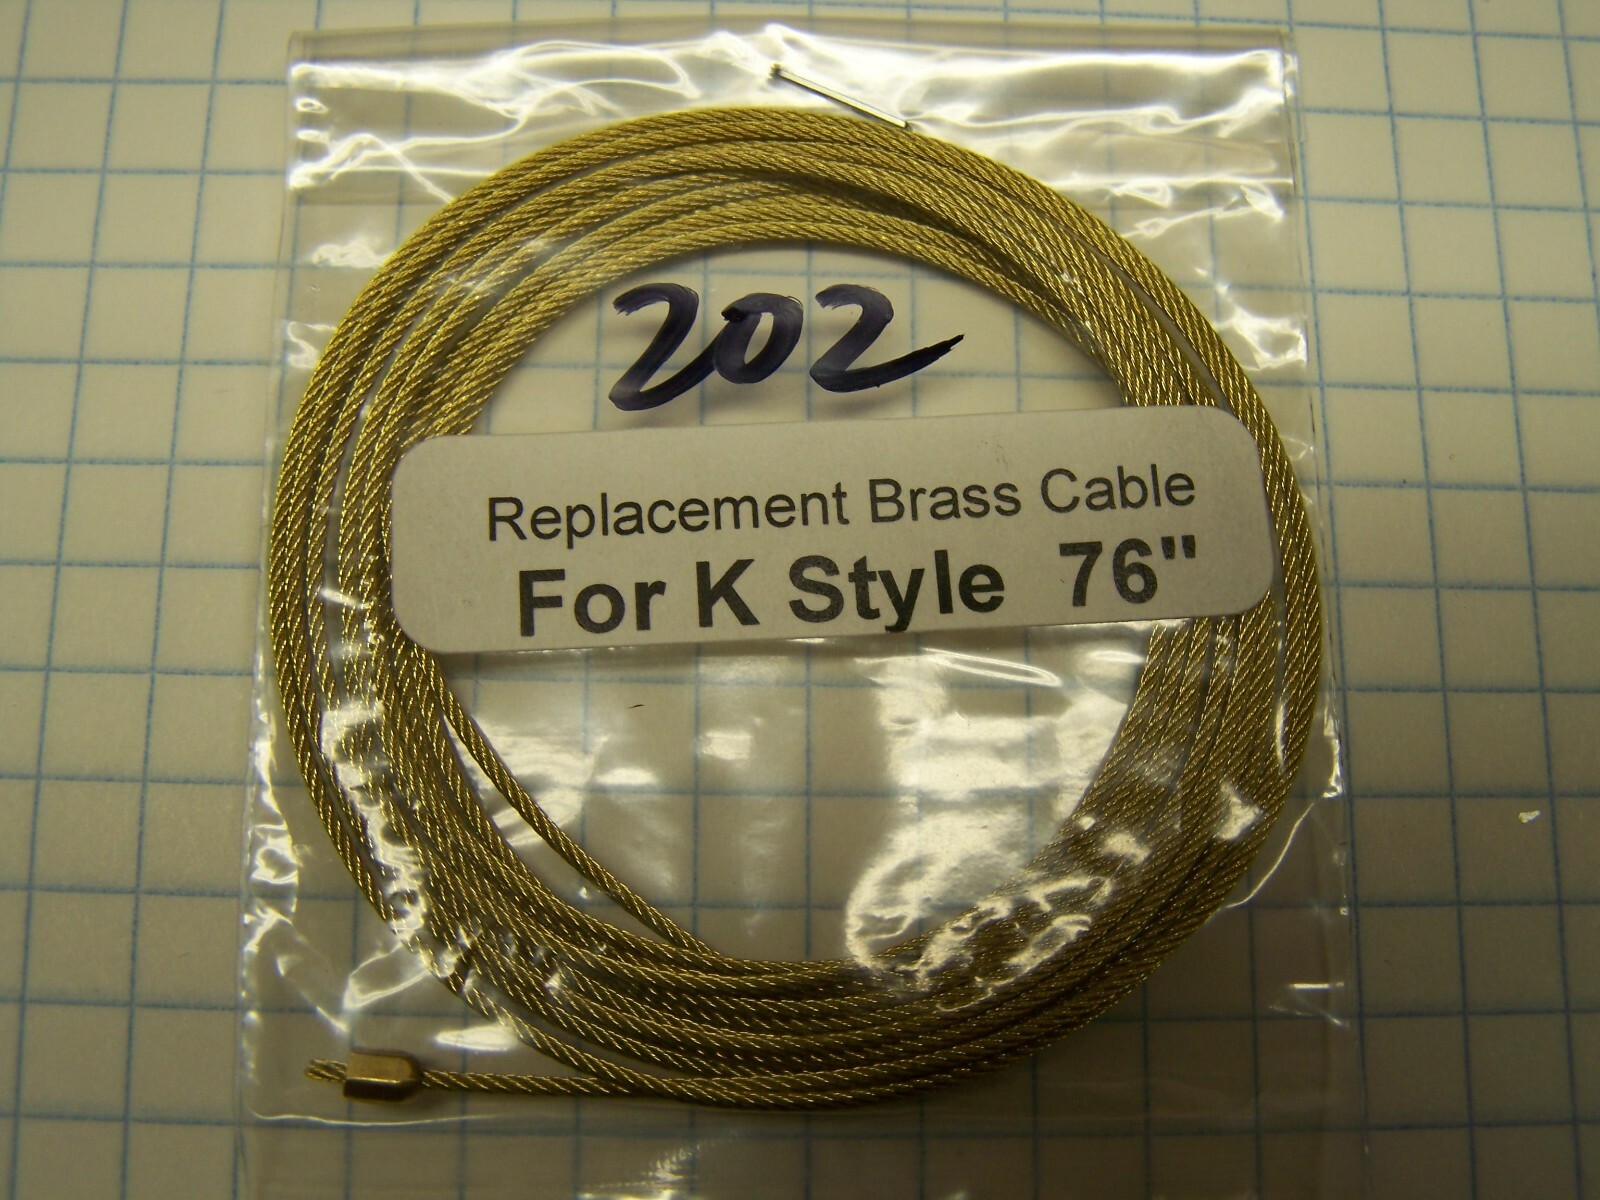 202
Replacement Brass Cable
For K Style 76"